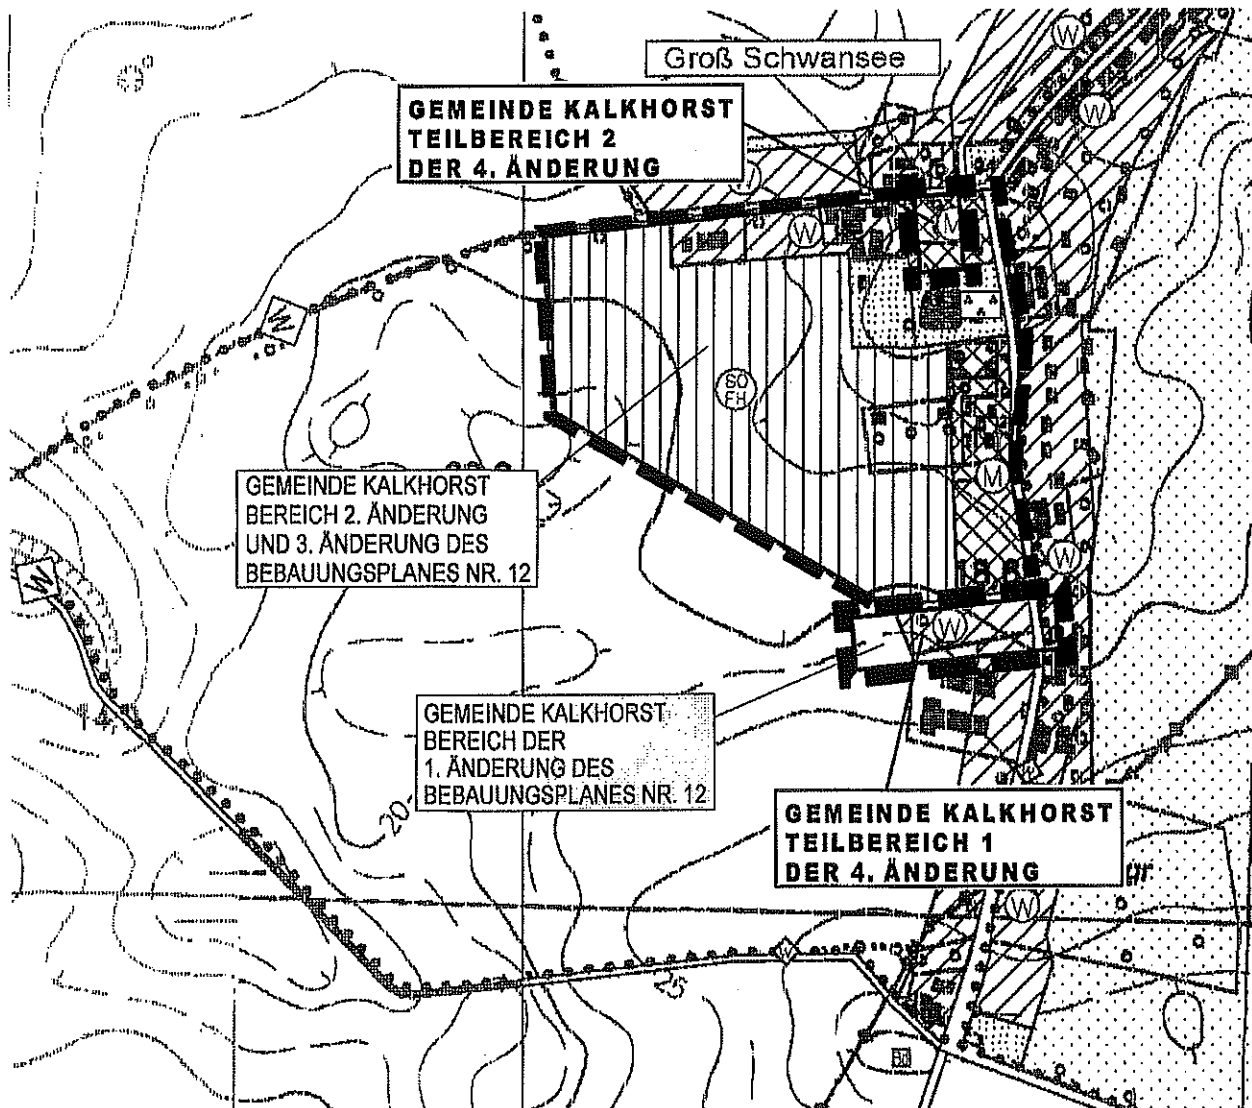 Groß Schwansee
GEMEINDE KALKHORST
TEILBEREICH 2
DER 4. ÄNDERUNG
W
W
W
W
M
W
SO
FH
GEMEINDE KALKHORST
BEREICH 2. ÄNDERUNG
UND 3. ÄNDERUNG DES
BEBAUUNGSPLANES NR. 12
M
W
W
W
GEMEINDE KALKHORST
BEREICH DER
1. ÄNDERUNG DES
BEBAUUNGSPLANES NR. 12
20
GEMEINDE KALKHORST
TEILBEREICH 1
DER 4. ÄNDERUNG
W
W
25